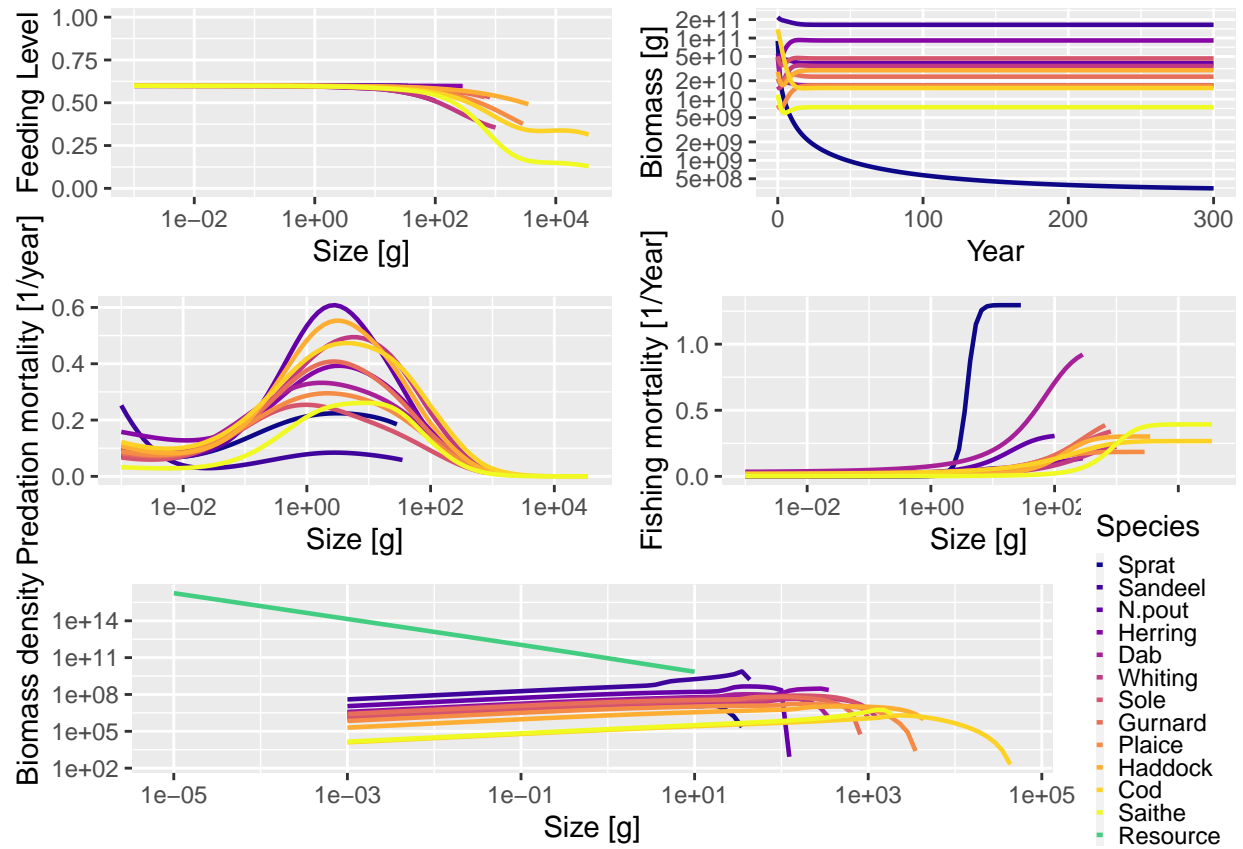 Feeding Level
1.00
0.75
0.50
0.25
0.00
1e−02
1e+00
1e+02
1e+04
Size [g]
Biomass [g]
2e+11
1e+11
5e+10
2e+10
1e+10
5e+09
2e+09
1e+09
5e+08
0
100
200
300
Year
Predation mortality [1/year]
0.6
0.4
0.2
0.0
1e−02
1e+00
1e+02
1e+04
Size [g]
Fishing mortality [1/Year]
1.0
0.5
0.0
1e−02
1e+00
1e+02
Size [g]
Biomass density
1e+14
1e+11
1e+08
1e+05
1e+02
1e−05
1e−03
1e−01
1e+01
1e+03
1e+05
Size [g]
Species
Sprat
Sandeel
N.pout
Herring
Dab
Whiting
Sole
Gurnard
Plaice
Haddock
Cod
Saithe
Resource